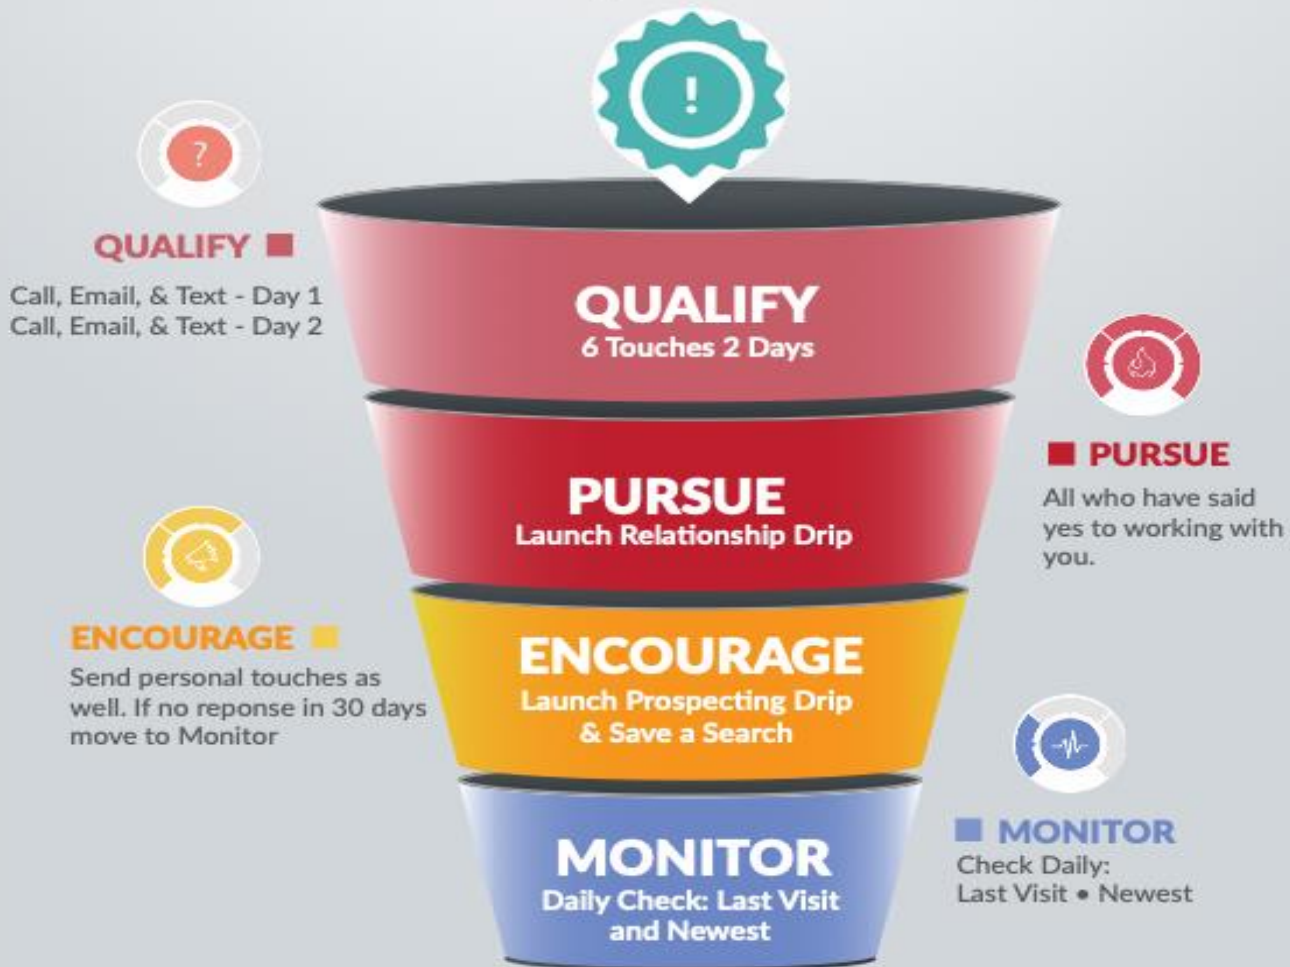 !
?
QUALIFY
Call, Email, & Text - Day 1
Call, Email, & Text - Day 2
QUALIFY
6 Touches 2 Days
PURSUE
All who have said
yes to working with
you.
PURSUE
Launch Relationship Drip
ENCOURAGE
Send personal touches as
well. If no reponse in 30 days
move to Monitor
ENCOURAGE
Launch Prospecting Drip
& Save a Search
MONITOR
Check Daily:
Last Visit • Newest
MONITOR
Daily Check: Last Visit
and Newest